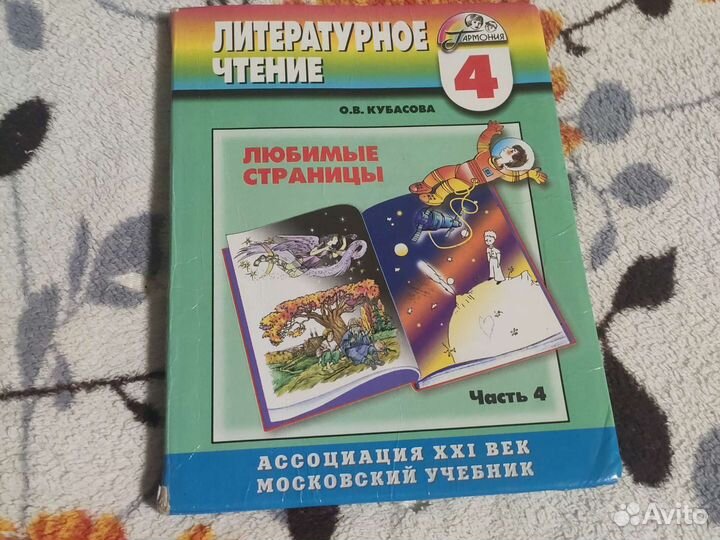 ЛИТЕРАТУРНОЕ
ЧТЕНИЕ
ГАРМОНИЯ
4
О.В. КУБАСОВА
ЛЮБИМЫЕ
СТРАНИЦЫ
Часть 4
АССОЦИАЦИЯ XXI ВЕК
МОСКОВСКИЙ УЧЕБНИК
Avito